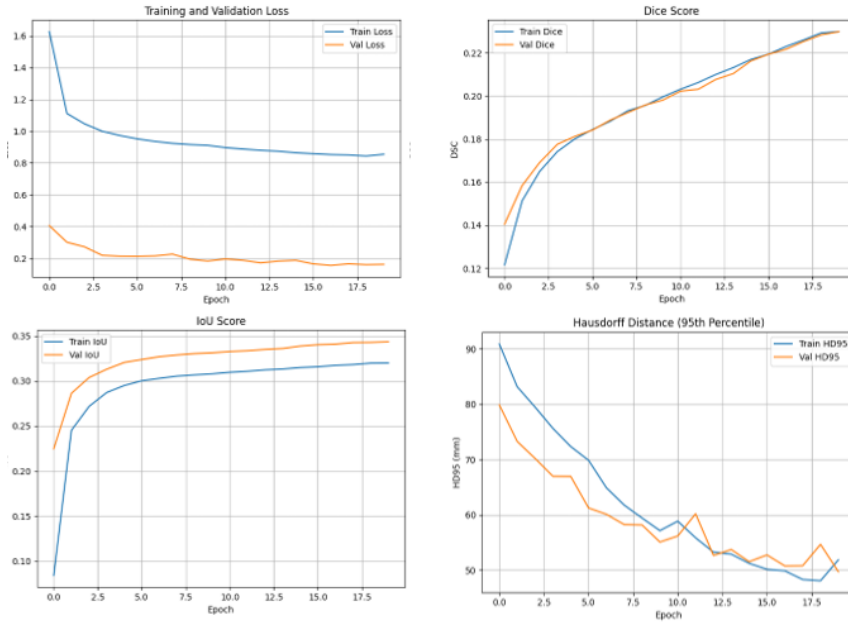 Training and Validation Loss
Train Loss
Val Loss
1.6
1.4
1.2
1.0
0.8
0.6
0.4
0.2
0.0 2.5 5.0 7.5 10.0 12.5 15.0 17.5
Epoch
Dice Score
Train Dice
Val Dice
DSC
0.22
0.20
0.18
0.16
0.14
0.12
0.0 2.5 5.0 7.5 10.0 12.5 15.0 17.5
Epoch
IoU Score
Train IoU
Val IoU
0.35
0.30
0.25
0.20
0.15
0.10
0.0 2.5 5.0 7.5 10.0 12.5 15.0 17.5
Epoch
Hausdorff Distance (95th Percentile)
Train HD95
Val HD95
HD95 (mm)
90
80
70
60
50
0.0 2.5 5.0 7.5 10.0 12.5 15.0 17.5
Epoch